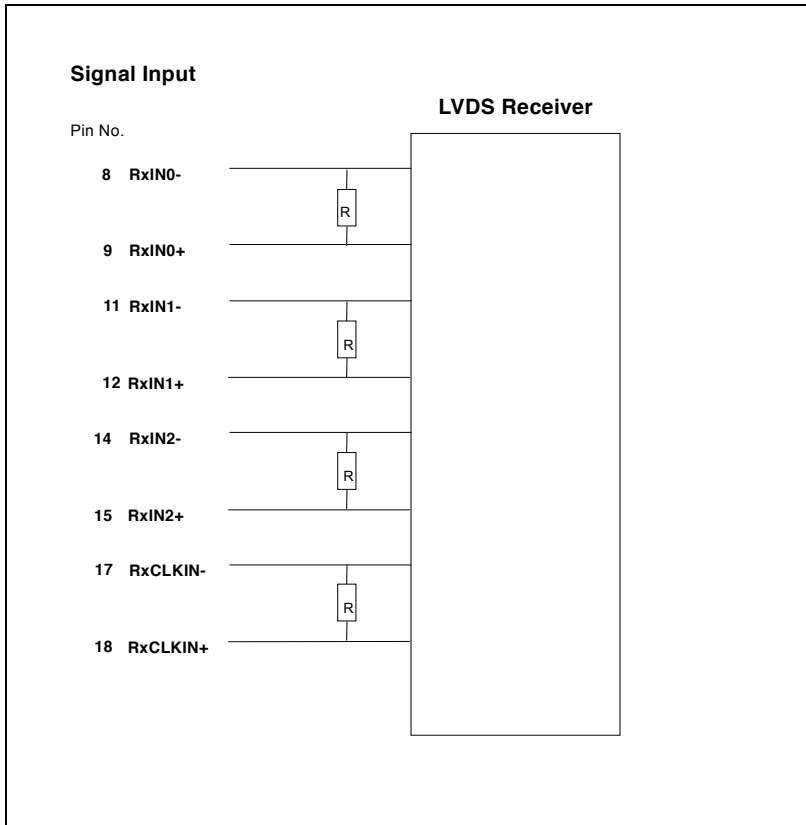 Signal Input
LVDS Receiver
Pin No.
8 RxIN0-
R
9 RxIN0+
11 RxIN1-
R
12 RxIN1+
14 RxIN2-
R
15 RxIN2+
17 RxCLKIN-
R
18 RxCLKIN+